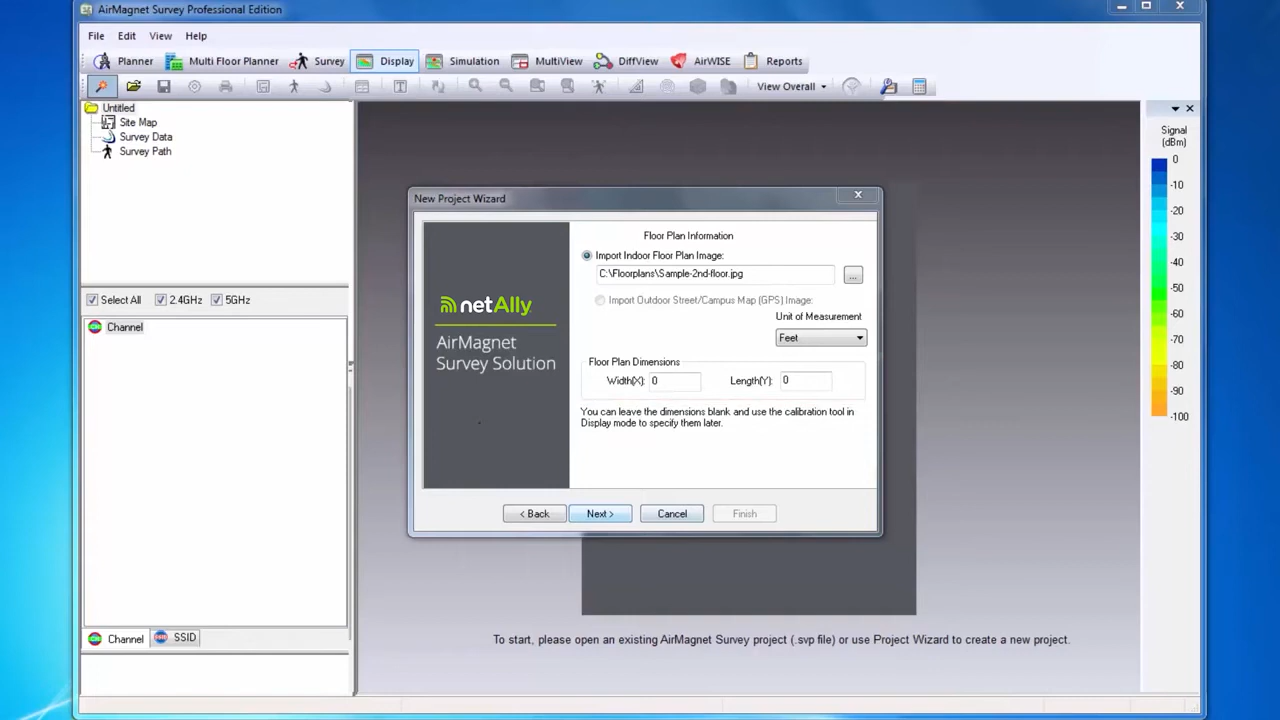 AirMagnet Survey Professional Edition
File Edit View Help
Planner Multi Floor Planner Survey Display Simulation MultiView DiffView AirWISE Reports
View Overall
Untitled
Site Map
Survey Data
Survey Path
Select All 2.4GHz 5GHz
Channel
Channel SSID
New Project Wizard
netAlly
AirMagnet
Survey Solution
Floor Plan Information
Import Indoor Floor Plan Image:
C:\Floorplans\Sample-2nd-floor.jpg
...
Import Outdoor Street/Campus Map (GPS) Image:
Unit of Measurement
Feet
Floor Plan Dimensions
Width(X): 0 Length(Y): 0
You can leave the dimensions blank and use the calibration tool in
Display mode to specify them later.
< Back Next > Cancel Finish
To start, please open an existing AirMagnet Survey project (.svp file) or use Project Wizard to create a new project.
Signal
(dBm)
0
-10
-20
-30
-40
-50
-60
-70
-80
-90
-100